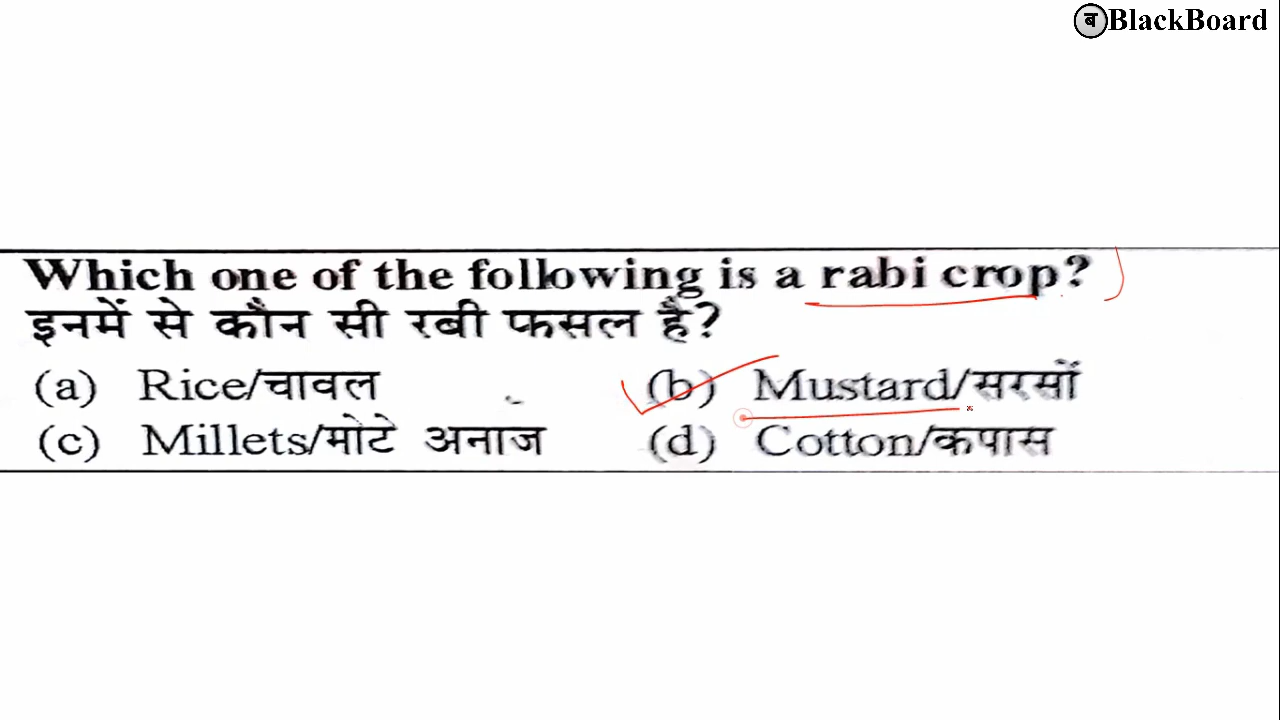 ब BlackBoard
Which one of the following is a rabi crop?
इनमें से कौन सी रबी फसल है?
(a) Rice/चावल (b) Mustard/सरसों
(c) Millets/मोटे अनाज (d) Cotton/कपास